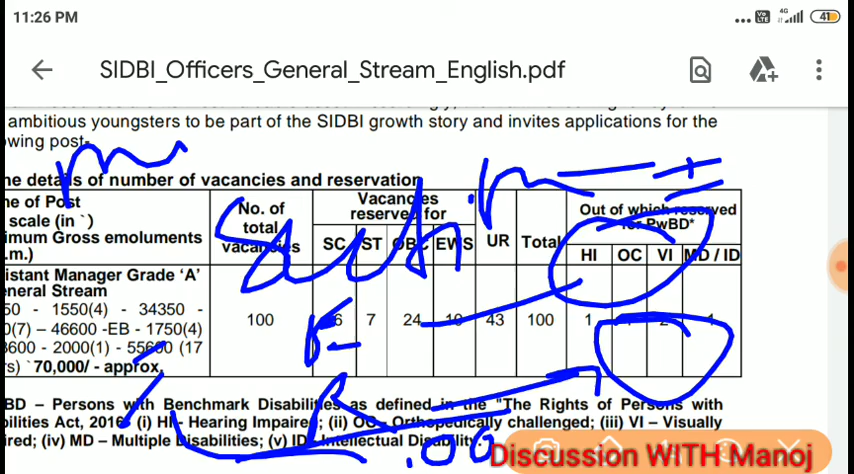 11:26 PM ... Vo LTE 4G 41
SIDBI_Officers_General_Stream_English.pdf
ambitious youngsters to be part of the SIDBI growth story and invites applications for the
owing post-
he details of number of vacancies and reservation
ne of Post
scale (in `)
imum Gross emoluments
.m.)
No. of total vacancies
Vacancies reserved for
SC ST OBC EWS
UR
Total
Out of which reserved for PwBD*
HI OC VI MD / ID
istant Manager Grade ‘A’
eneral Stream
50 - 1550(4) - 34350 -
0(7) – 46600 -EB - 1750(4)
3600 - 2000(1) - 55600 (17
rs) `70,000/- approx.
100 7 24 43 100 1
BD – Persons with Benchmark Disabilities as defined in the "The Rights of Persons with
bilities Act, 2016 (i) HI - Hearing Impaired; (ii) OC - Orthopedically challenged; (iii) VI – Visually
ired; (iv) MD – Multiple Disabilities; (v) ID - Intellectual Disability.
Discussion WITH Manoj